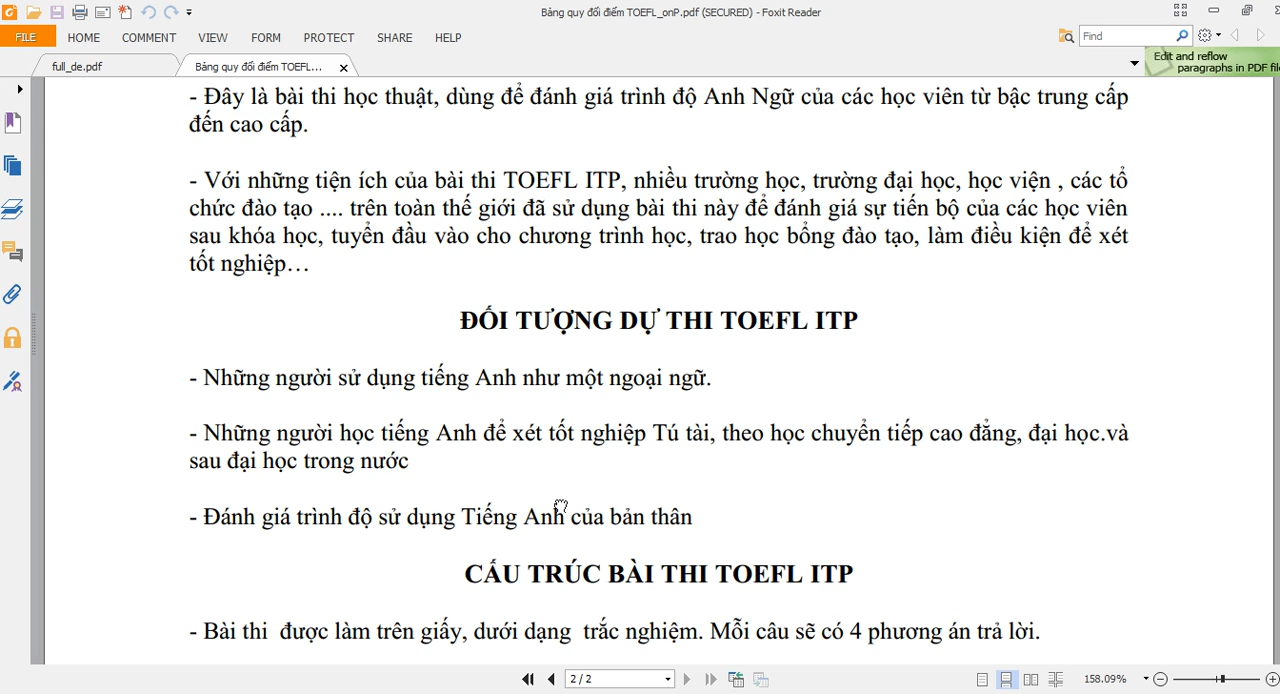 Bảng quy đổi điểm TOEFL_onP.pdf (SECURED) - Foxit Reader
FILE HOME COMMENT VIEW FORM PROTECT SHARE HELP Find
full_de.pdf Bảng quy đổi điểm TOEFL... Edit and reflow
paragraphs in PDF
- Đây là bài thi học thuật, dùng để đánh giá trình độ Anh Ngữ của các học viên từ bậc trung cấp
đến cao cấp.
- Với những tiện ích của bài thi TOEFL ITP, nhiều trường học, trường đại học, học viện , các tổ
chức đào tạo .... trên toàn thế giới đã sử dụng bài thi này để đánh giá sự tiến bộ của các học viên
sau khóa học, tuyển đầu vào cho chương trình học, trao học bổng đào tạo, làm điều kiện để xét
tốt nghiệp…
ĐỐI TƯỢNG DỰ THI TOEFL ITP
- Những người sử dụng tiếng Anh như một ngoại ngữ.
- Những người học tiếng Anh để xét tốt nghiệp Tú tài, theo học chuyển tiếp cao đẳng, đại học.và
sau đại học trong nước
- Đánh giá trình độ sử dụng Tiếng Anh của bản thân
CẤU TRÚC BÀI THI TOEFL ITP
- Bài thi được làm trên giấy, dưới dạng trắc nghiệm. Mỗi câu sẽ có 4 phương án trả lời.
2 / 2 158.09%